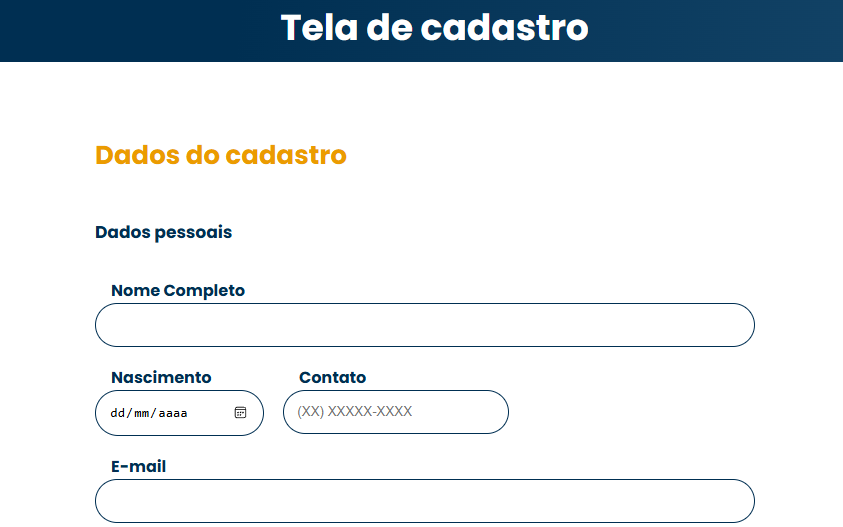 Tela de cadastro
Dados do cadastro
Dados pessoais
Nome Completo
Nascimento Contato
dd/mm/aaaa (XX) XXXXX-XXXX
E-mail